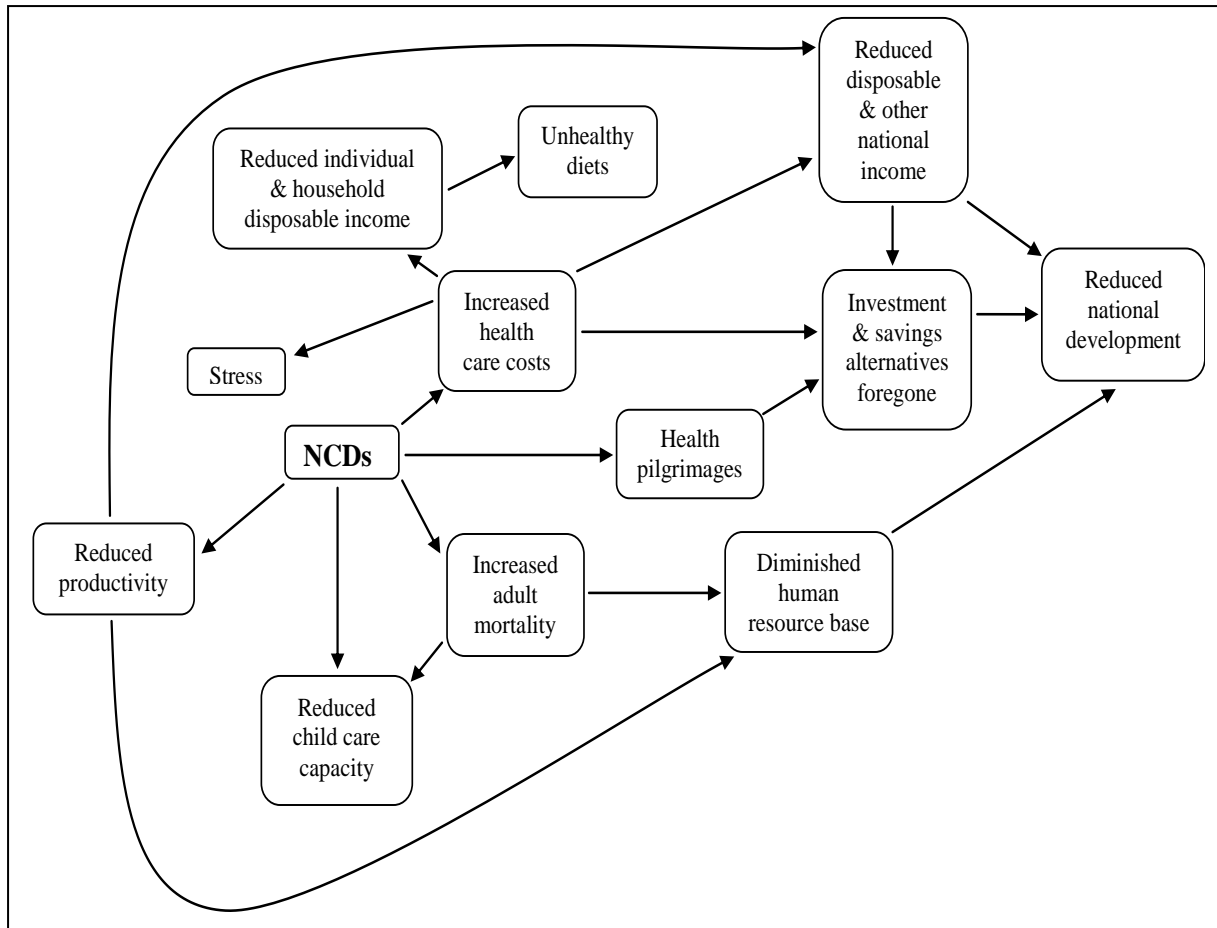 Reduced
disposable
& other
national
income
Unhealthy
diets
Reduced individual
& household
disposable income
Increased
health
care costs
Investment
& savings
alternatives
foregone
Reduced
national
development
Stress
NCDs
Health
pilgrimages
Reduced
productivity
Increased
adult
mortality
Diminished
human
resource base
Reduced
child care
capacity